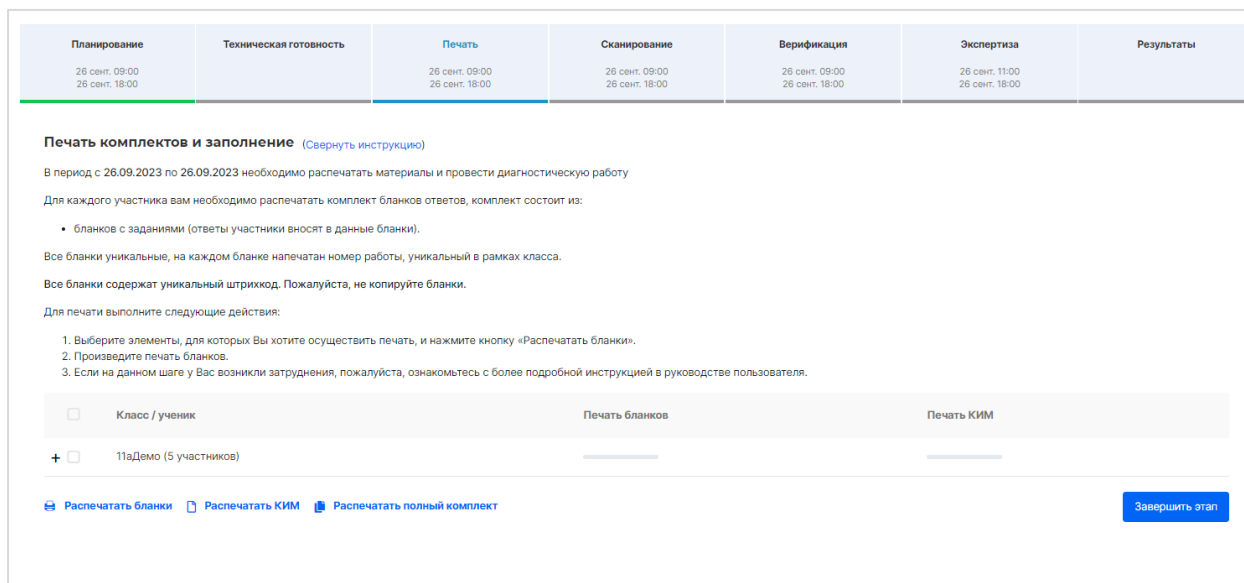 Планирование
26 сент. 09:00
26 сент. 18:00
Техническая готовность
Печать
26 сент. 09:00
26 сент. 18:00
Сканирование
26 сент. 09:00
26 сент. 18:00
Верификация
26 сент. 09:00
26 сент. 18:00
Экспертиза
26 сент. 11:00
26 сент. 18:00
Результаты
Печать комплектов и заполнение (Свернуть инструкцию)
В период с 26.09.2023 по 26.09.2023 необходимо распечатать материалы и провести диагностическую работу
Для каждого участника вам необходимо распечатать комплект бланков ответов, комплект состоит из:
• бланков с заданиями (ответы участники вносят в данные бланки).
Все бланки уникальные, на каждом бланке напечатан номер работы, уникальный в рамках класса.
Все бланки содержат уникальный штрихкод. Пожалуйста, не копируйте бланки.
Для печати выполните следующие действия:
1. Выберите элементы, для которых Вы хотите осуществить печать, и нажмите кнопку «Распечатать бланки».
2. Произведите печать бланков.
3. Если на данном шаге у Вас возникли затруднения, пожалуйста, ознакомьтесь с более подробной инструкцией в руководстве пользователя.
Класс / ученик Печать бланков Печать КИМ
+ 11аДемо (5 участников)
Распечатать бланки Распечатать КИМ Распечатать полный комплект Завершить этап